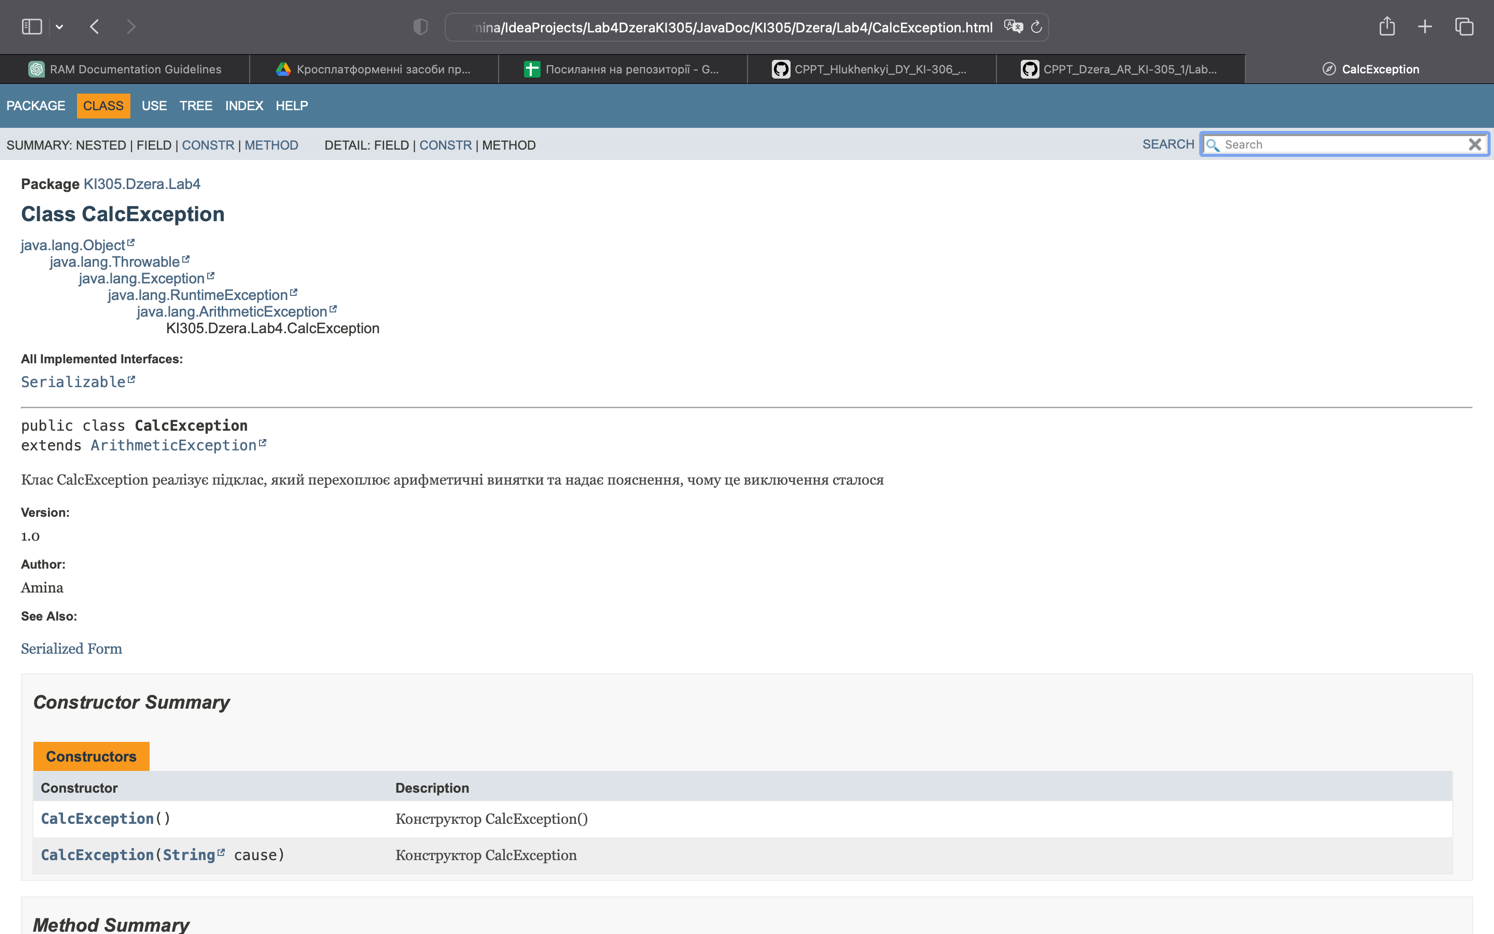 mina/IdeaProjects/Lab4DzeraKI305/JavaDoc/KI305/Dzera/Lab4/CalcException.html
RAM Documentation Guidelines
Кросплатформенні засоби пр...
Посилання на репозиторії - G...
CPPT_Hlukhenkyi_DY_KI-306_...
CPPT_Dzera_AR_KI-305_1/Lab...
CalcException
PACKAGE CLASS USE TREE INDEX HELP
SUMMARY: NESTED | FIELD | CONSTR | METHOD DETAIL: FIELD | CONSTR | METHOD SEARCH Search
Package KI305.Dzera.Lab4
Class CalcException
java.lang.Object
java.lang.Throwable
java.lang.Exception
java.lang.RuntimeException
java.lang.ArithmeticException
KI305.Dzera.Lab4.CalcException
All Implemented Interfaces:
Serializable
public class CalcException
extends ArithmeticException
Клас CalcException реалізує підклас, який перехоплює арифметичні винятки та надає пояснення, чому це виключення сталося
Version:
1.0
Author:
Amina
See Also:
Serialized Form
Constructor Summary
Constructors
Constructor Description
CalcException() Конструктор CalcException()
CalcException(String cause) Конструктор CalcException
Method Summary